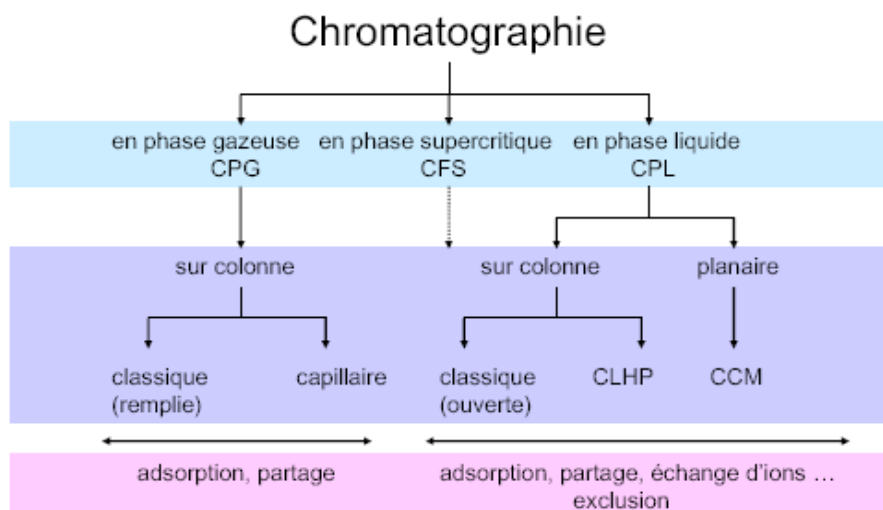 Chromatographie
en phase gazeuse
CPG
en phase supercritique
CFS
en phase liquide
CPL
sur colonne
sur colonne
planaire
classique
(remplie)
capillaire
classique
(ouverte)
CLHP
CCM
adsorption, partage
adsorption, partage, échange d'ions …
exclusion